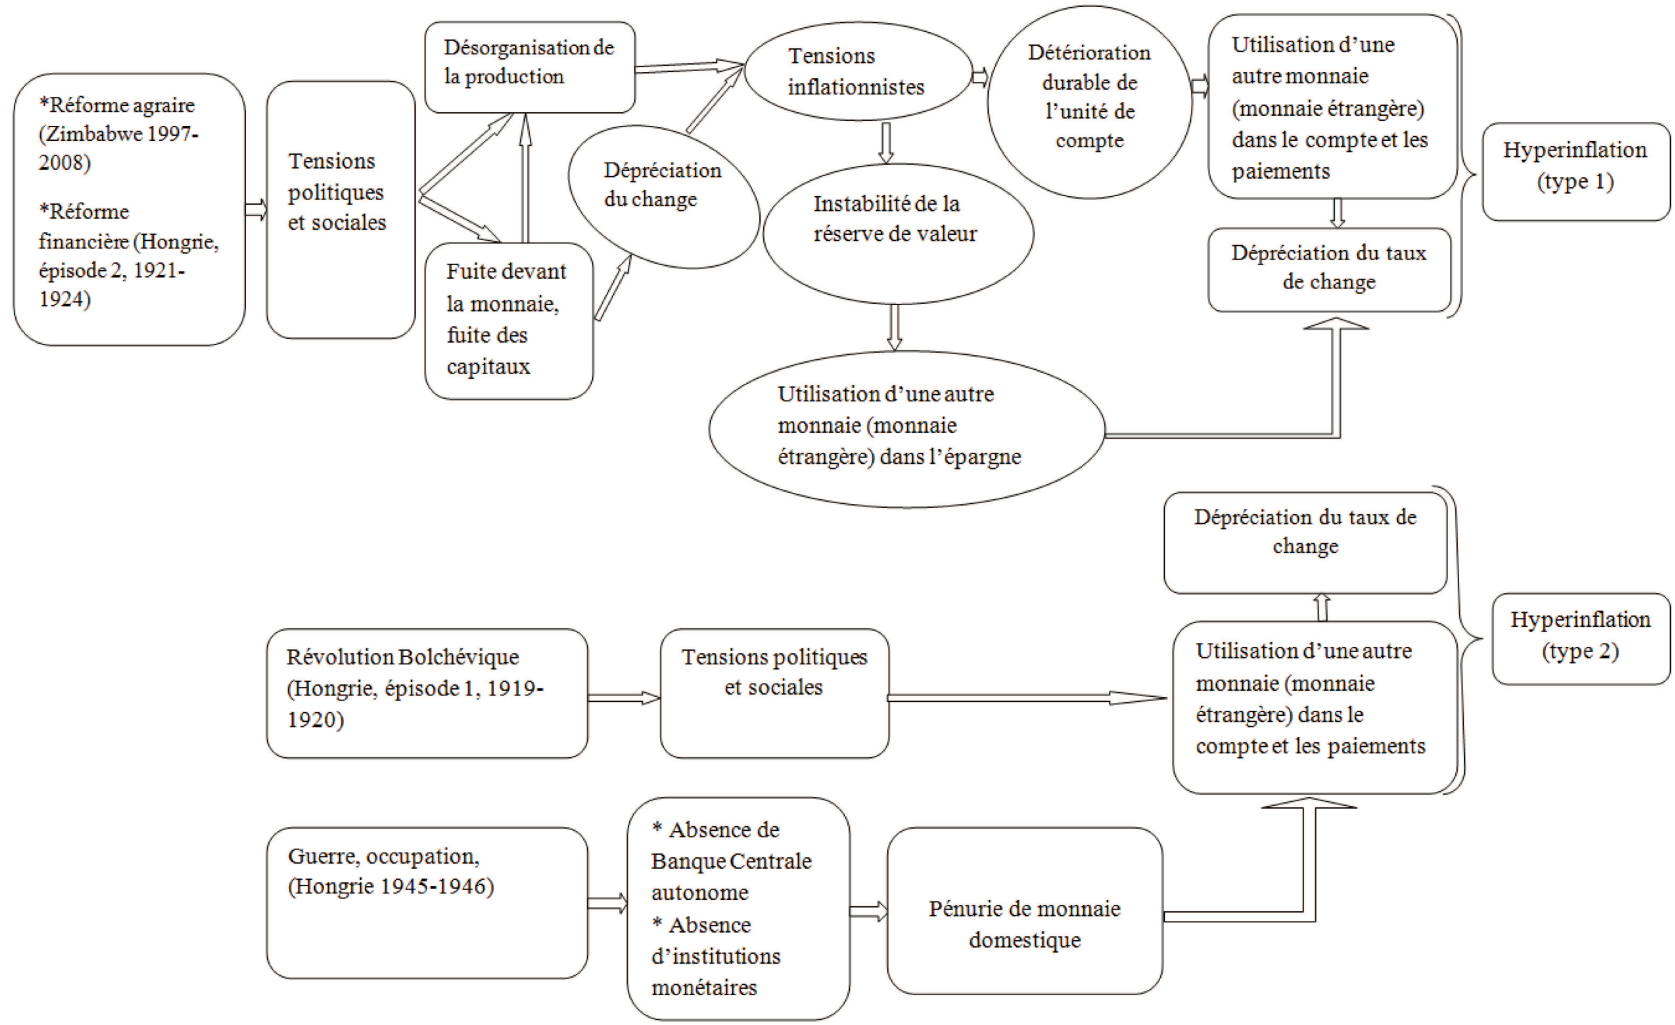 *Réforme agraire
(Zimbabwe 1997-
2008)
*Réforme
financière (Hongrie,
épisode 2, 1921-
1924)
Tensions
politiques
et sociales
Désorganisation de
la production
Fuite devant
la monnaie,
fuite des
capitaux
Dépréciation
du change
Tensions
inflationnistes
Instabilité de la
réserve de valeur
Utilisation d’une autre
monnaie (monnaie
étrangère) dans l’épargne
Détérioration
durable de
l’unité de
compte
Utilisation d’une
autre monnaie
(monnaie étrangère)
dans le compte et les
paiements
Dépréciation du taux
de change
Hyperinflation
(type 1)
Dépréciation du taux de
change
Utilisation d’une autre
monnaie (monnaie
étrangère) dans le
compte et les paiements
Hyperinflation
(type 2)
Révolution Bolchévique
(Hongrie, épisode 1, 1919-
1920)
Tensions politiques
et sociales
Guerre, occupation,
(Hongrie 1945-1946)
* Absence de
Banque Centrale
autonome
* Absence
d’institutions
monétaires
Pénurie de monnaie
domestique